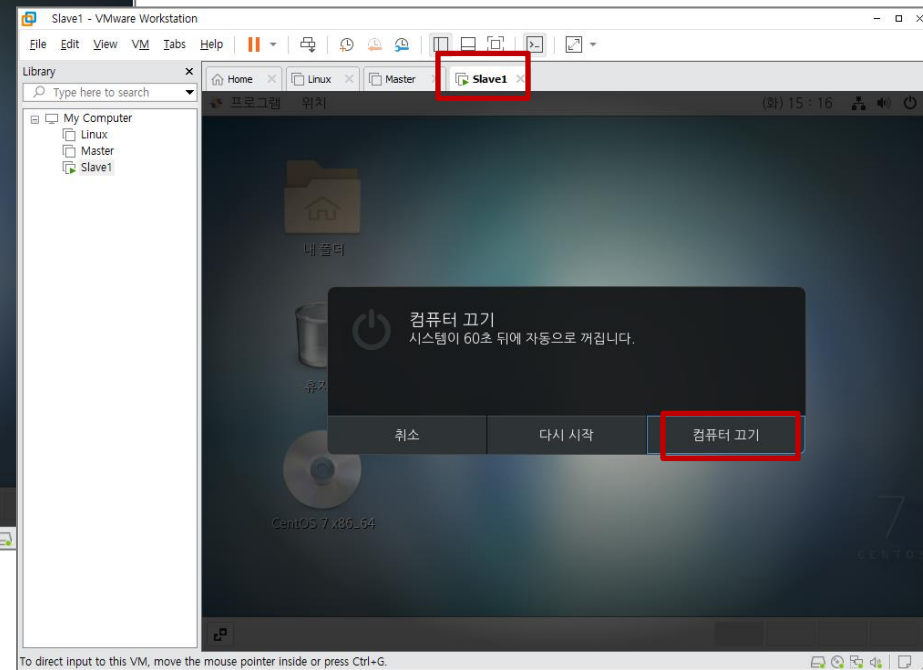 Slave1 - VMware Workstation
File Edit View VM Tabs Help
Library
Type here to search
Home Linux Master Slave1
My Computer
Linux
Master
Slave1
프로그램 위치 (화) 15 : 16
내 폴더
컴퓨터 끄기
시스템이 60초 뒤에 자동으로 꺼집니다.
취소 다시 시작 컴퓨터 끄기
CentOS 7 x86_64
7
CENTOS
To direct input to this VM, move the mouse pointer inside or press Ctrl+G.